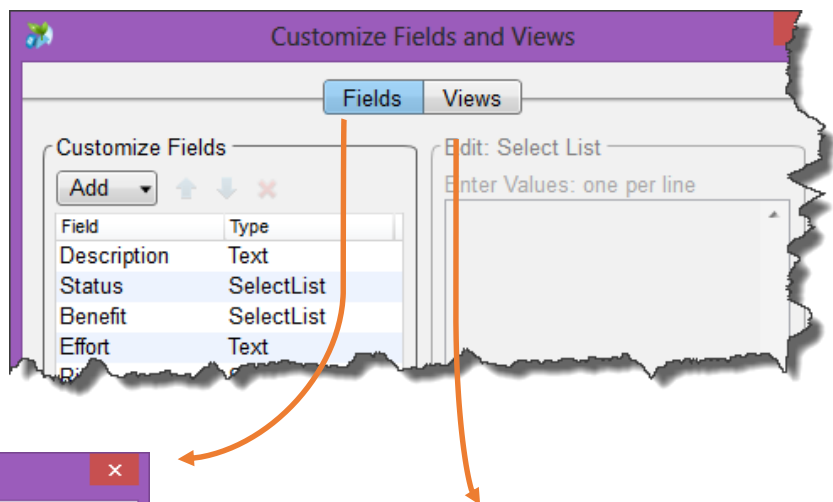 Customize Fields and Views
Fields Views
Customize Fields
Add
Field Type
Description Text
Status SelectList
Benefit SelectList
Effort Text
Edit: Select List
Enter Values: one per line